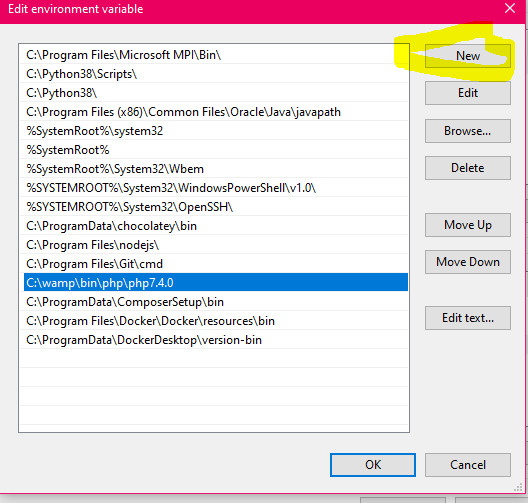 Edit environment variable
C:\Program Files\Microsoft MPI\Bin\
C:\Python38\Scripts\
C:\Python38\
C:\Program Files (x86)\Common Files\Oracle\Java\javapath
%SystemRoot%\system32
%SystemRoot%
%SystemRoot%\System32\Wbem
%SYSTEMROOT%\System32\WindowsPowerShell\v1.0\
%SYSTEMROOT%\System32\OpenSSH\
C:\ProgramData\chocolatey\bin
C:\Program Files\nodejs\
C:\Program Files\Git\cmd
C:\wamp\bin\php\php7.4.0
C:\ProgramData\ComposerSetup\bin
C:\Program Files\Docker\Docker\resources\bin
C:\ProgramData\DockerDesktop\version-bin
New
Edit
Browse...
Delete
Move Up
Move Down
Edit text...
OK
Cancel